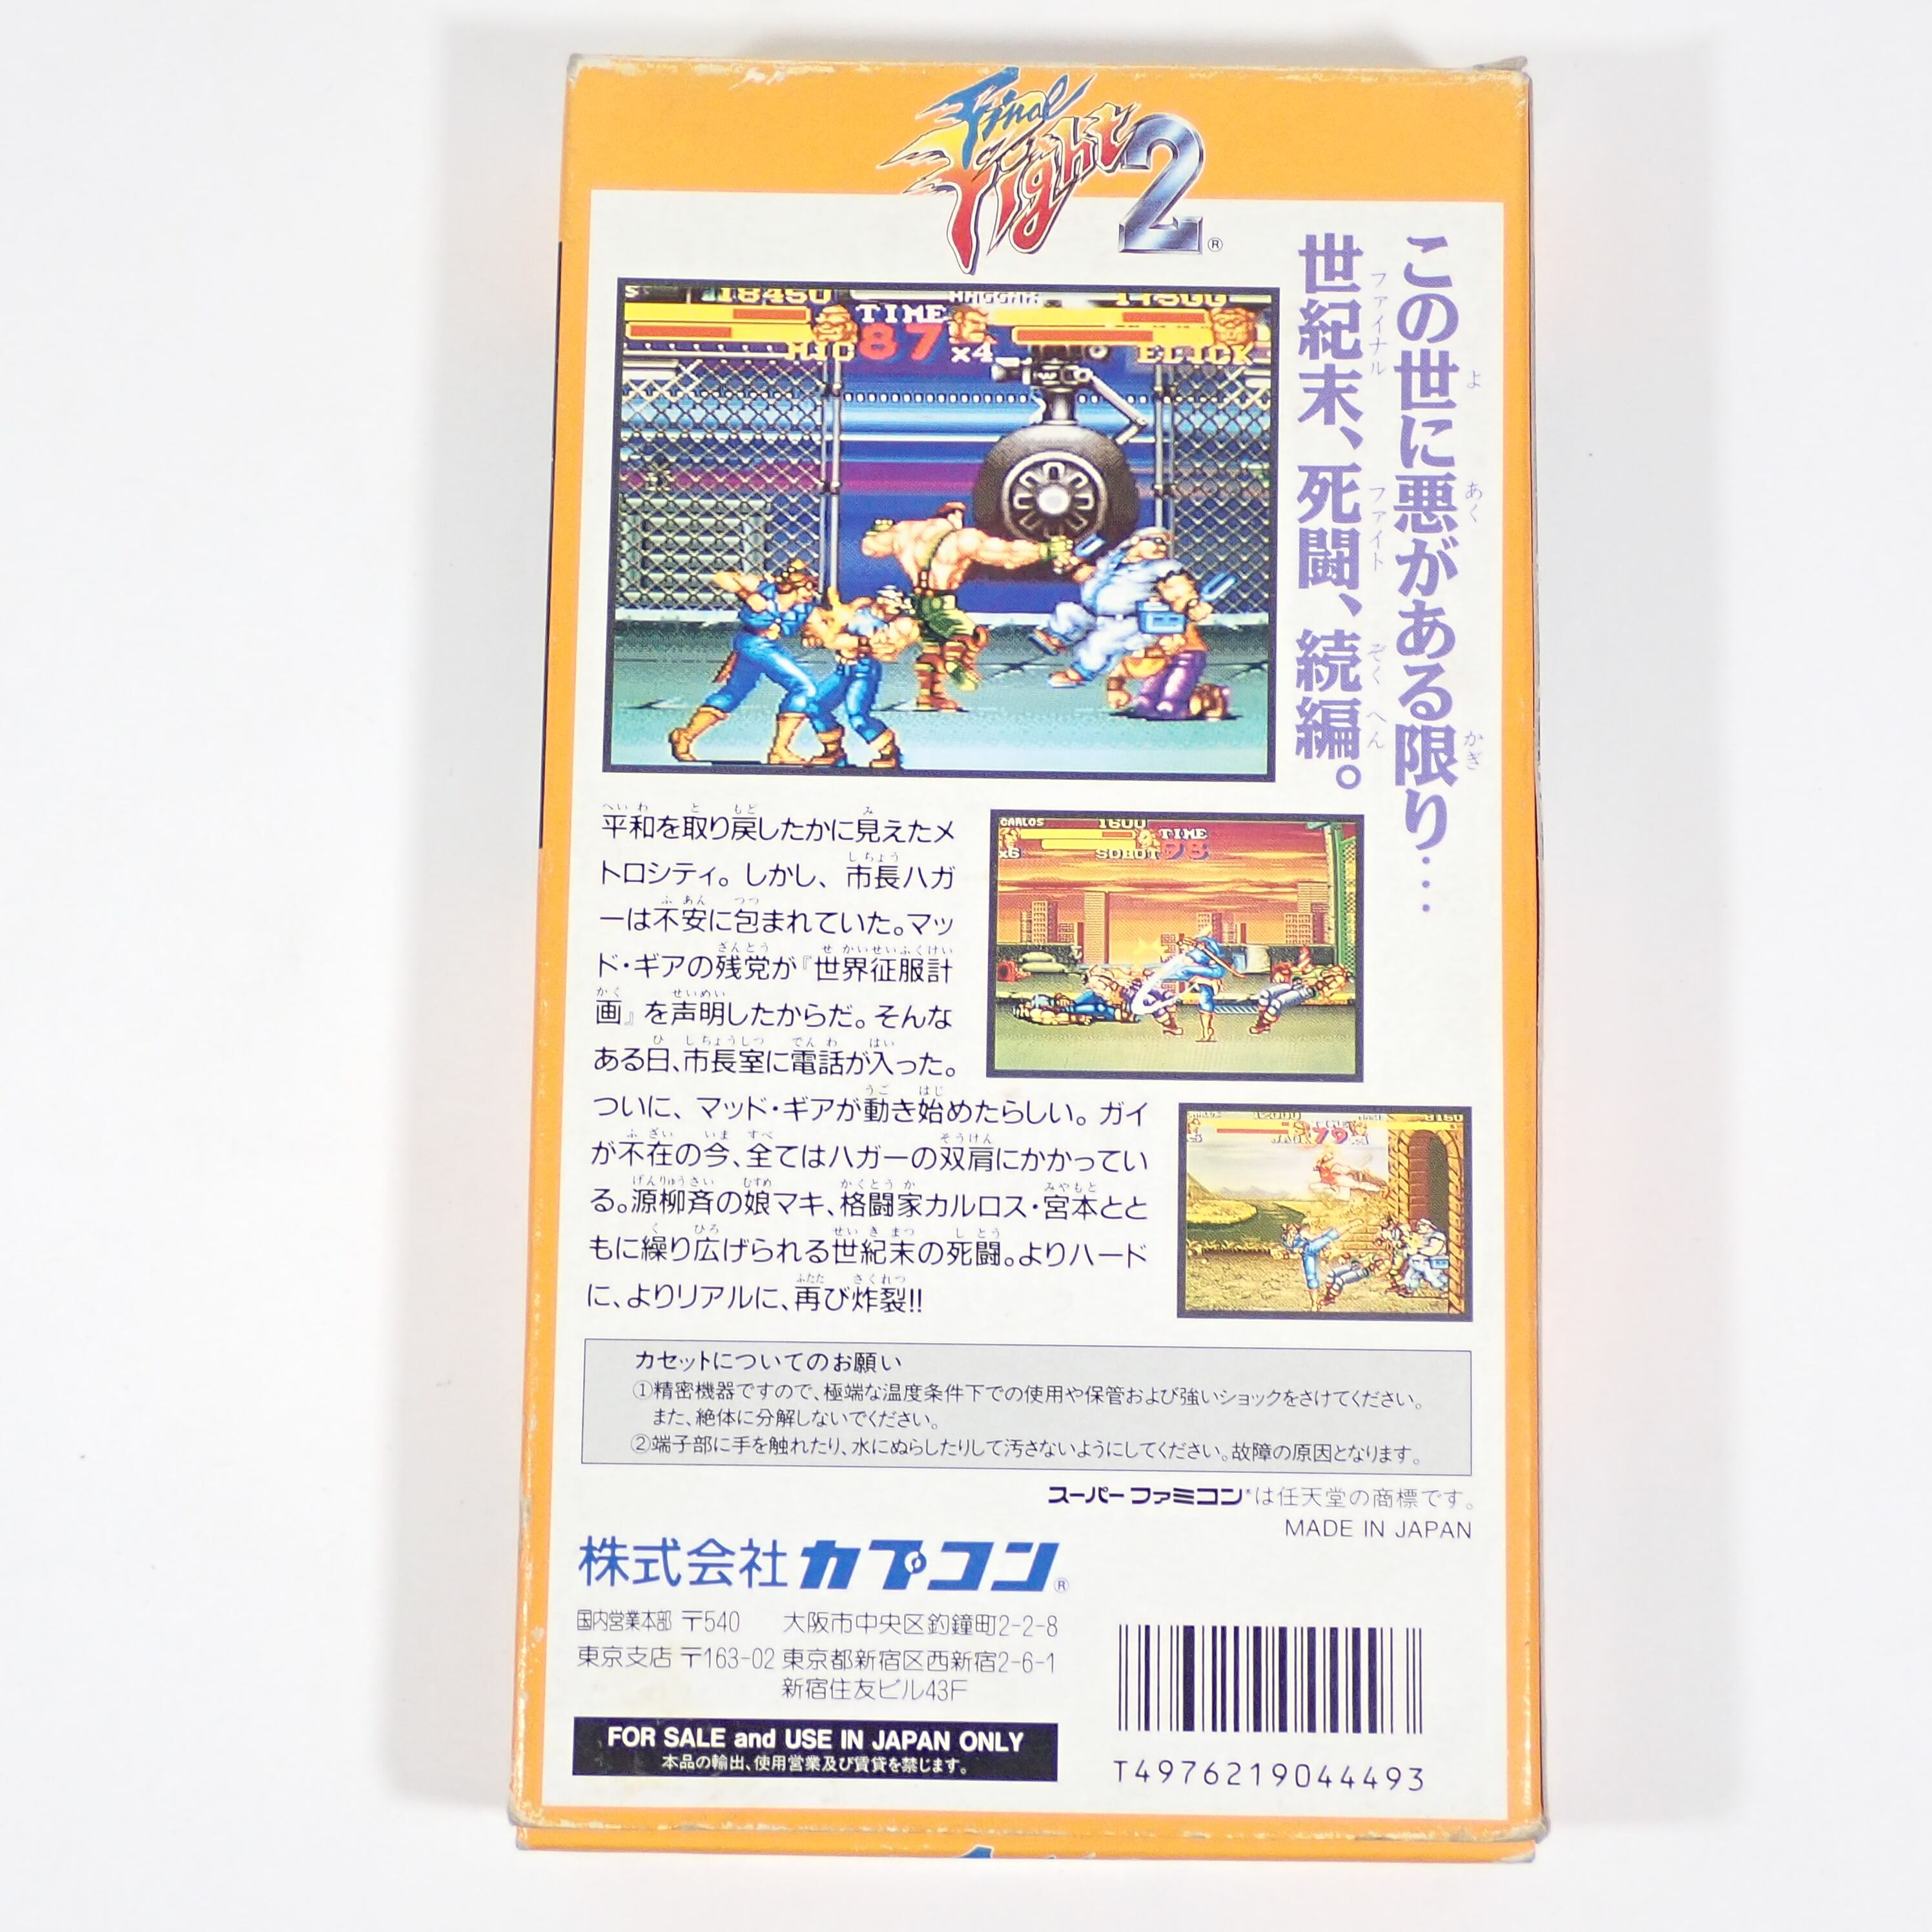 Final
Fight 2®
この世に悪がある限り…
世紀末、死闘、続編。
18450
TIME
87
x4
ELICK
CARLOS
1600
TIME
x6
SOBUT
平和を取り戻したかに見えたメ
トロシティ。しかし、市長ハガ
ーは不安に包まれていた。マッ
ド・ギアの残党が『世界征服計
画』を声明したからだ。そんな
ある日、市長室に電話が入った。
ついに、マッド・ギアが動き始めたらしい。ガイ
が不在の今、全てはハガーの双肩にかかってい
る。源柳斉の娘マキ、格闘家カルロス・宮本とと
もに繰り広げられる世紀末の死闘。よりハード
に、よりリアルに、再び炸裂!!
79
カセットについてのお願い
①精密機器ですので、極端な温度条件下での使用や保管および強いショックをさけてください。
また、絶体に分解しないでください。
②端子部に手を触れたり、水にぬらしたりして汚さないようにしてください。故障の原因となります。
スーパーファミコン®は任天堂の商標です。
MADE IN JAPAN
株式会社カプコン®
国内営業本部 〒540 大阪市中央区釣鐘町2-2-8
東京支店 〒163-02 東京都新宿区西新宿2-6-1
新宿住友ビル43F
FOR SALE and USE IN JAPAN ONLY
本品の輸出、使用営業及び賃貸を禁じます。
T4976219044493